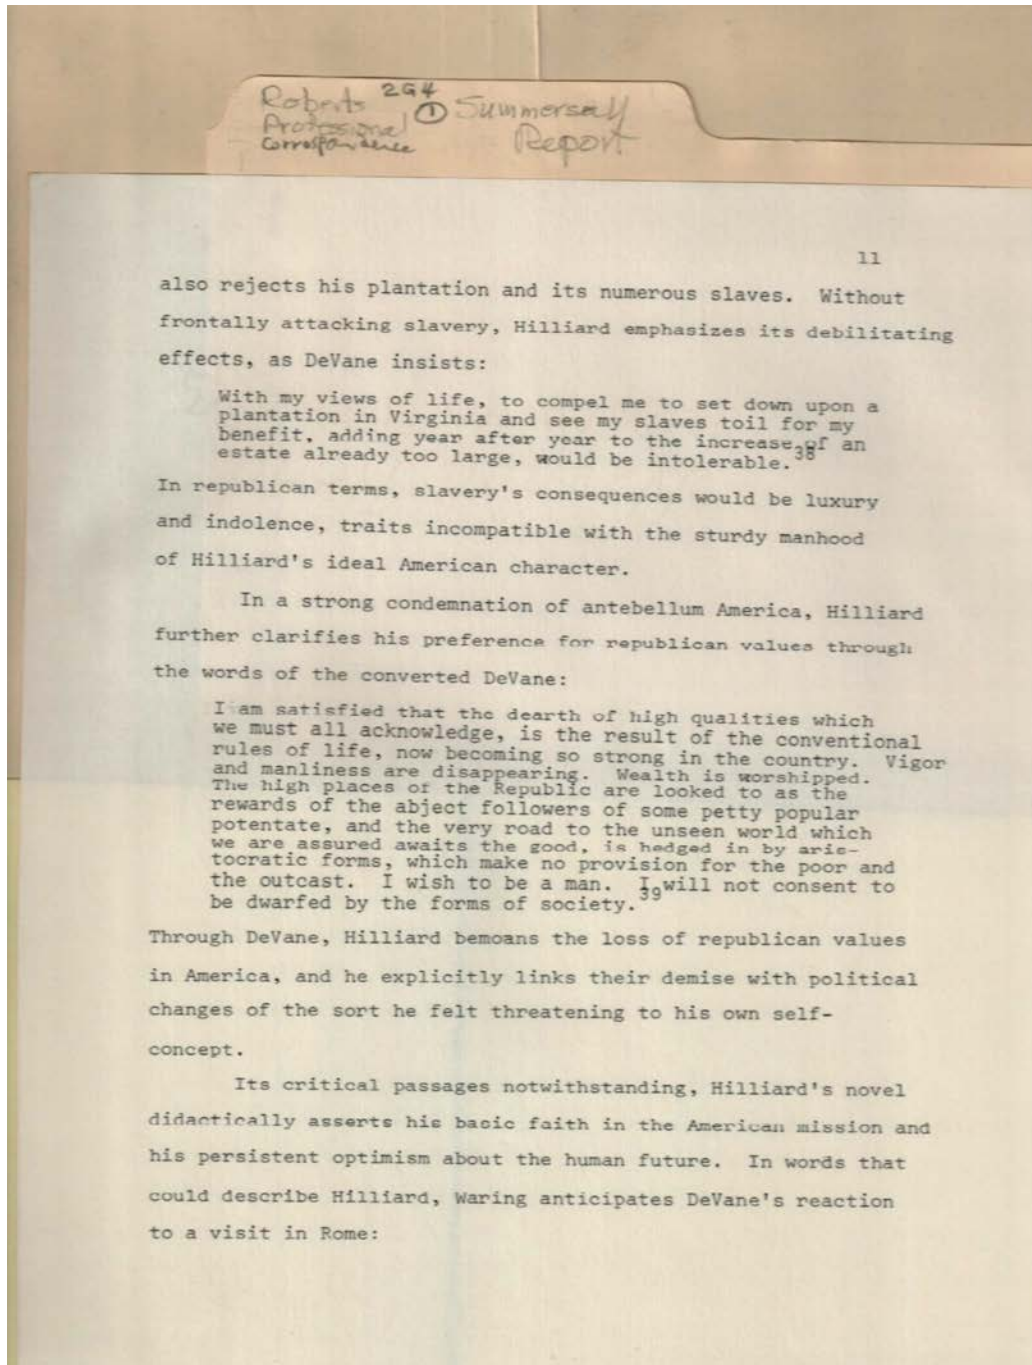 2G4
Roberts ① Summersell
Professional Report
Correspondence
11
also rejects his plantation and its numerous slaves. Without
frontally attacking slavery, Hilliard emphasizes its debilitating
effects, as DeVane insists:
With my views of life, to compel me to set down upon a
plantation in Virginia and see my slaves toil for my
benefit, adding year after year to the increase of an
estate already too large, would be intolerable.38
In republican terms, slavery's consequences would be luxury
and indolence, traits incompatible with the sturdy manhood
of Hilliard's ideal American character.
In a strong condemnation of antebellum America, Hilliard
further clarifies his preference for republican values through
the words of the converted DeVane:
I am satisfied that the dearth of high qualities which
we must all acknowledge, is the result of the conventional
rules of life, now becoming so strong in the country. Vigor
and manliness are disappearing. Wealth is worshipped.
The high places of the Republic are looked to as the
rewards of the abject followers of some petty popular
potentate, and the very road to the unseen world which
we are assured awaits the good, is hedged in by aris-
tocratic forms, which make no provision for the poor and
the outcast. I wish to be a man. I will not consent to
be dwarfed by the forms of society.39
Through DeVane, Hilliard bemoans the loss of republican values
in America, and he explicitly links their demise with political
changes of the sort he felt threatening to his own self-
concept.
Its critical passages notwithstanding, Hilliard's novel
didactically asserts his basic faith in the American mission and
his persistent optimism about the human future. In words that
could describe Hilliard, Waring anticipates DeVane's reaction
to a visit in Rome: